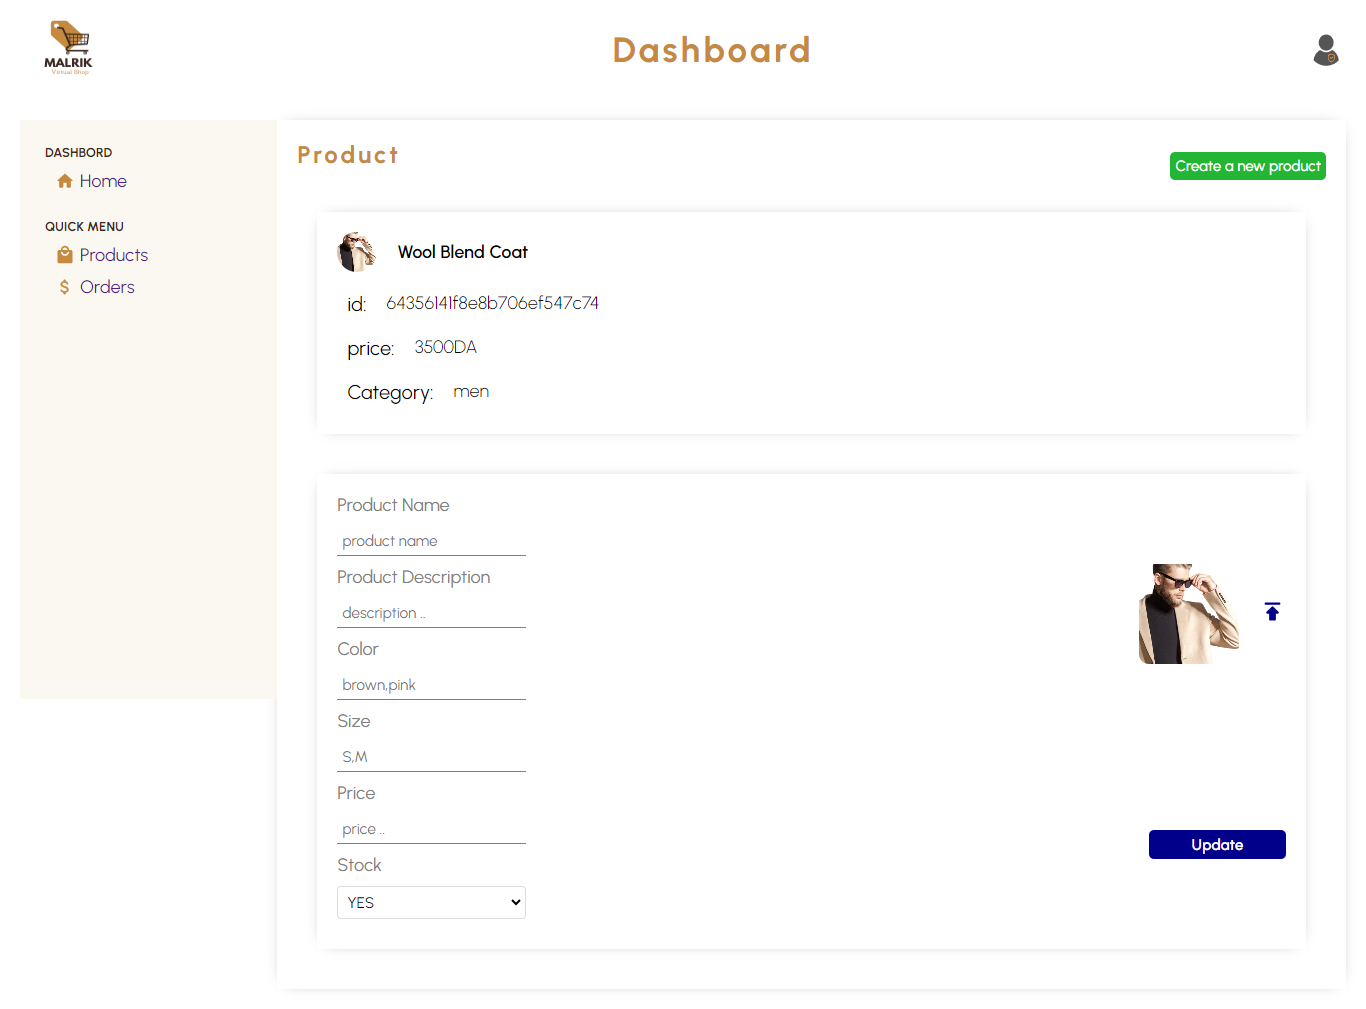 MALRIK
Virtual Shop
Dashboard
DASHBORD
Home
QUICK MENU
Products
Orders
Product
Create a new product
Wool Blend Coat
id: 64356141f8e8b706ef547c74
price: 3500DA
Category: men
Product Name
product name
Product Description
description ..
Color
brown,pink
Size
S,M
Price
price ..
Stock
YES
Update